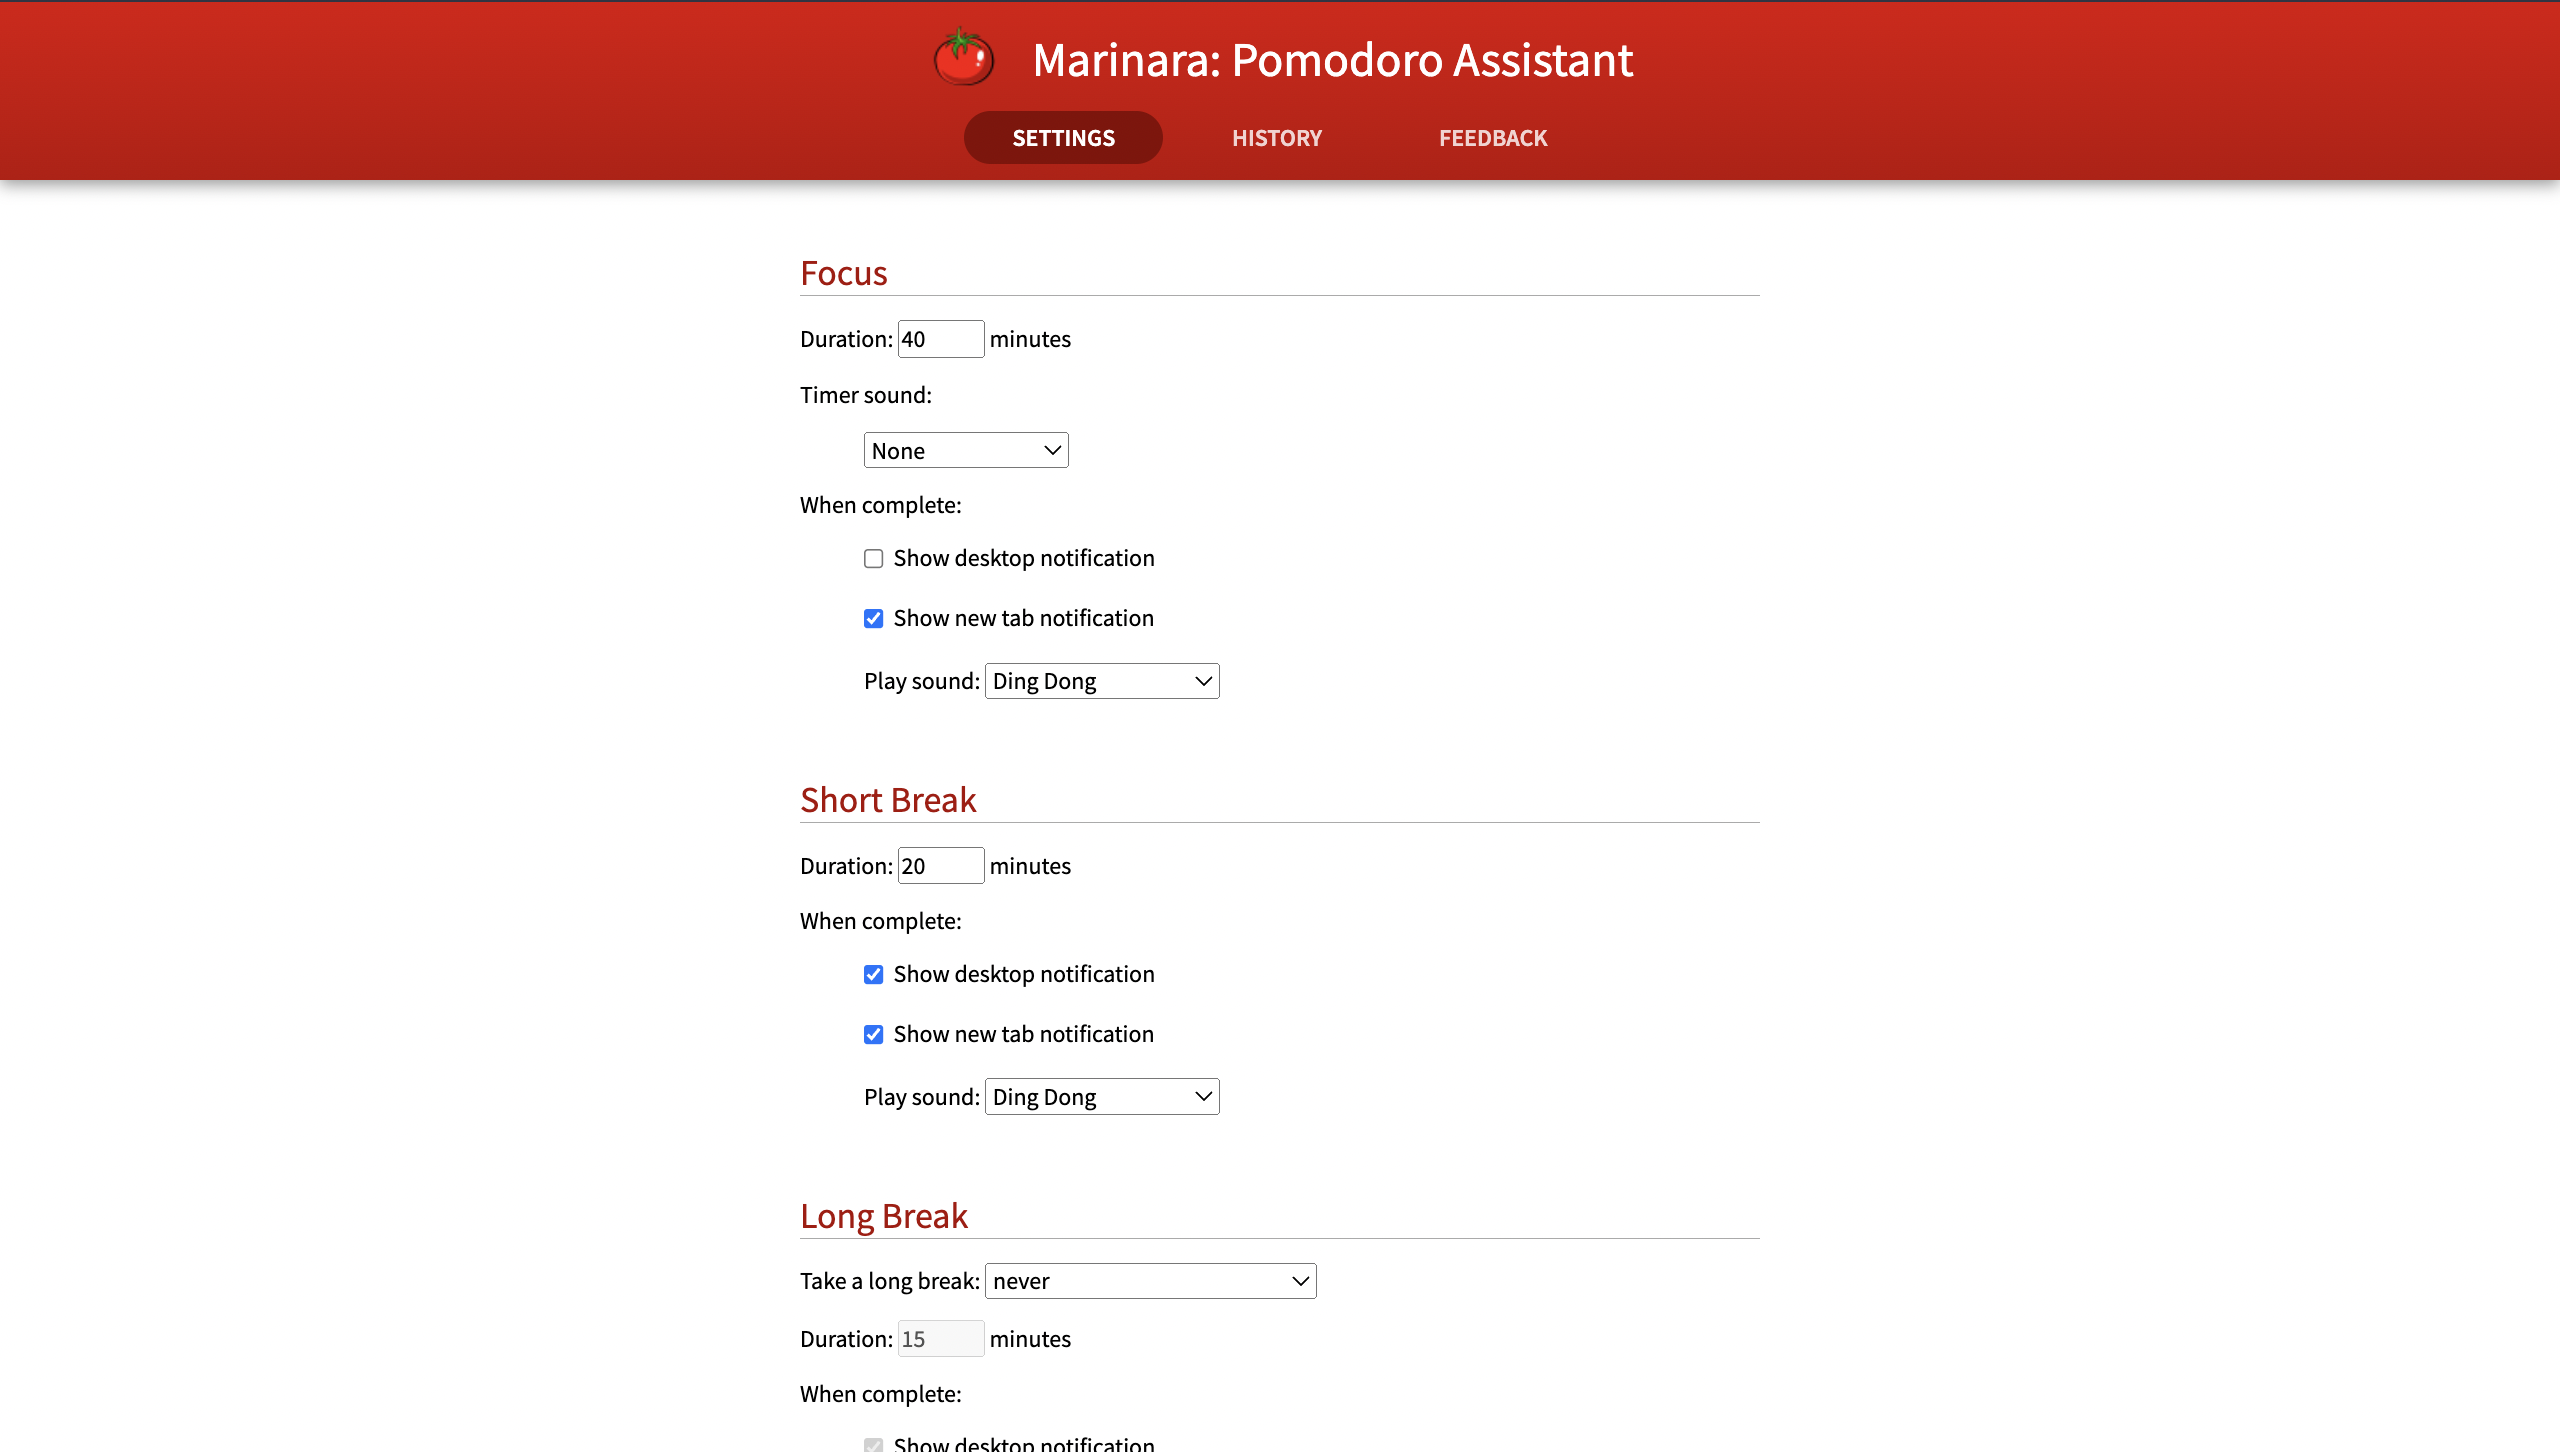 Marinara: Pomodoro Assistant
SETTINGS HISTORY FEEDBACK
Focus
Duration: 40 minutes
Timer sound:
None
When complete:
Show desktop notification
Show new tab notification
Play sound: Ding Dong
Short Break
Duration: 20 minutes
When complete:
Show desktop notification
Show new tab notification
Play sound: Ding Dong
Long Break
Take a long break: never
Duration: 15 minutes
When complete:
Show desktop notification